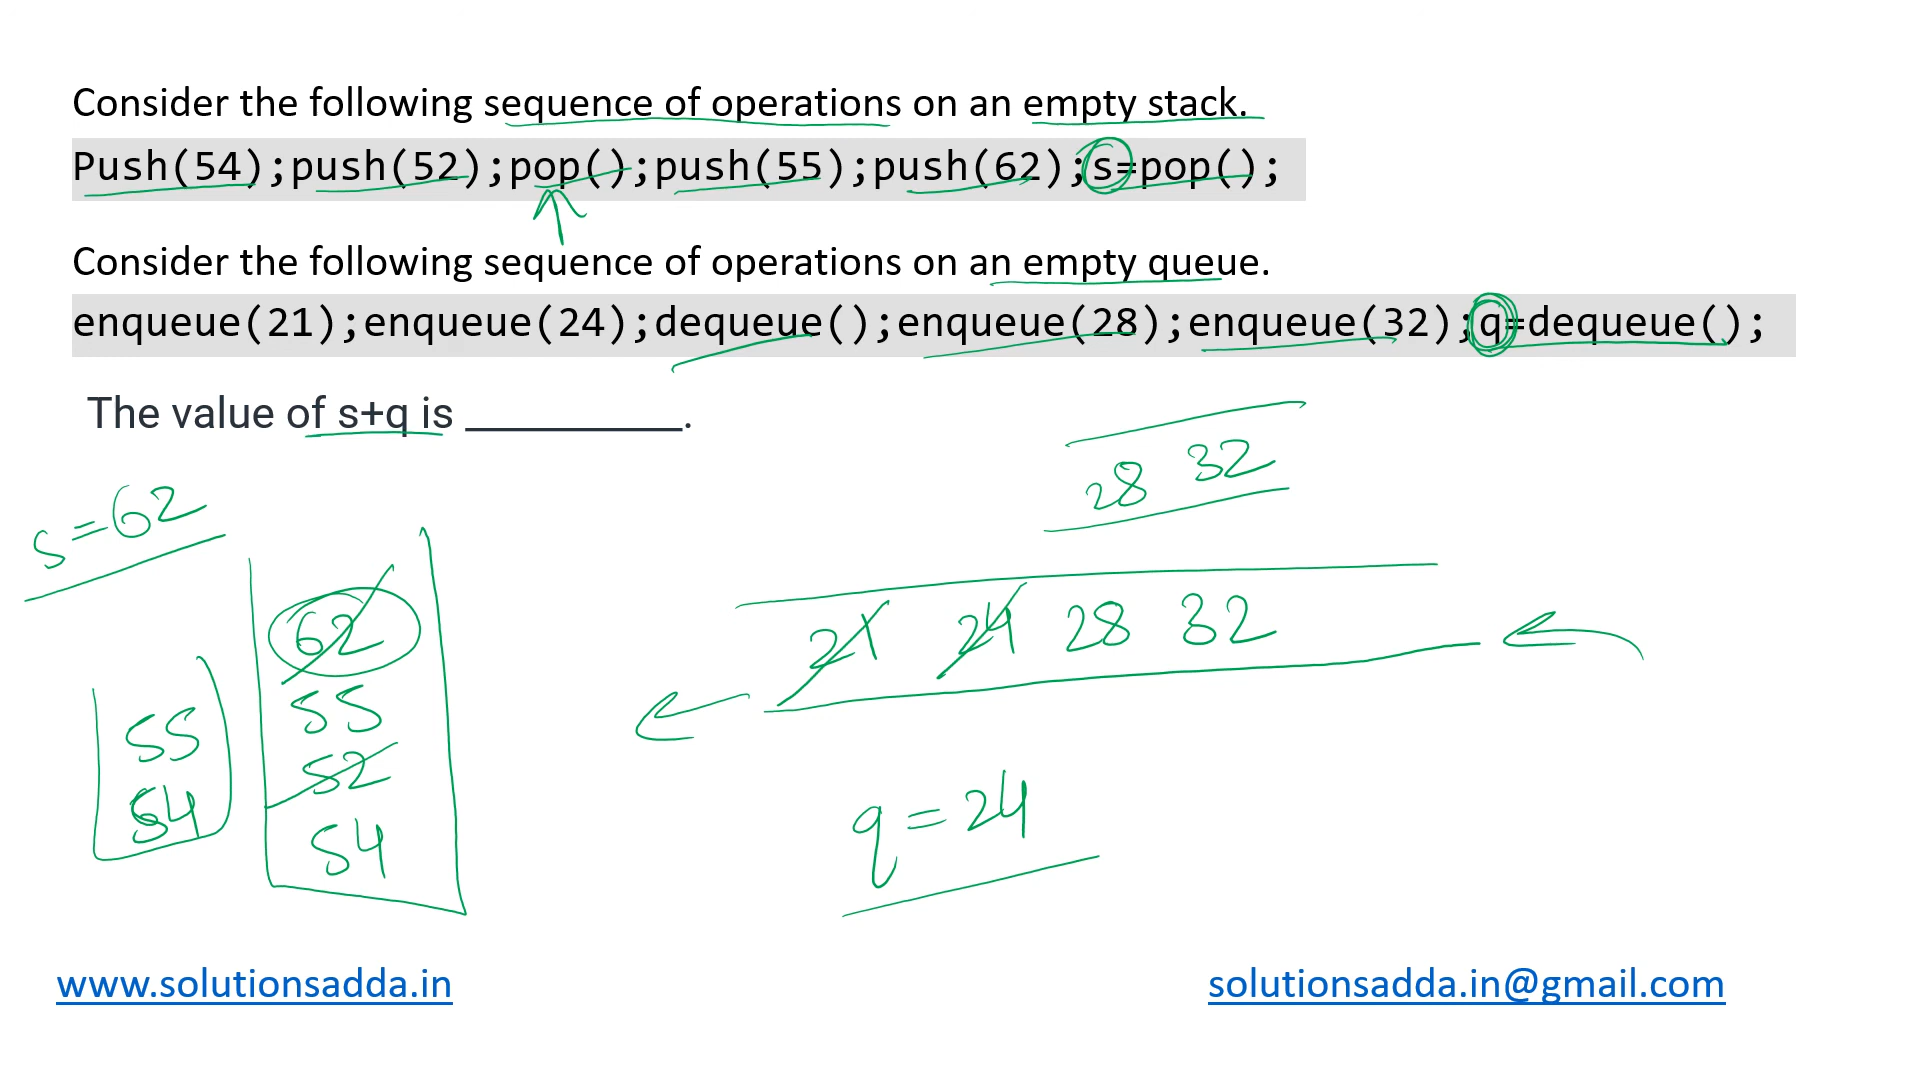 Consider the following sequence of operations on an empty stack.
Push(54);push(52);pop();push(55);push(62);s=pop();
Consider the following sequence of operations on an empty queue.
enqueue(21);enqueue(24);dequeue();enqueue(28);enqueue(32);q=dequeue();
The value of s+q is __________.
28 32
s=62
62
55
52
54
55
54
21 24 28 32
q=24
www.solutionsadda.in
solutionsadda.in@gmail.com